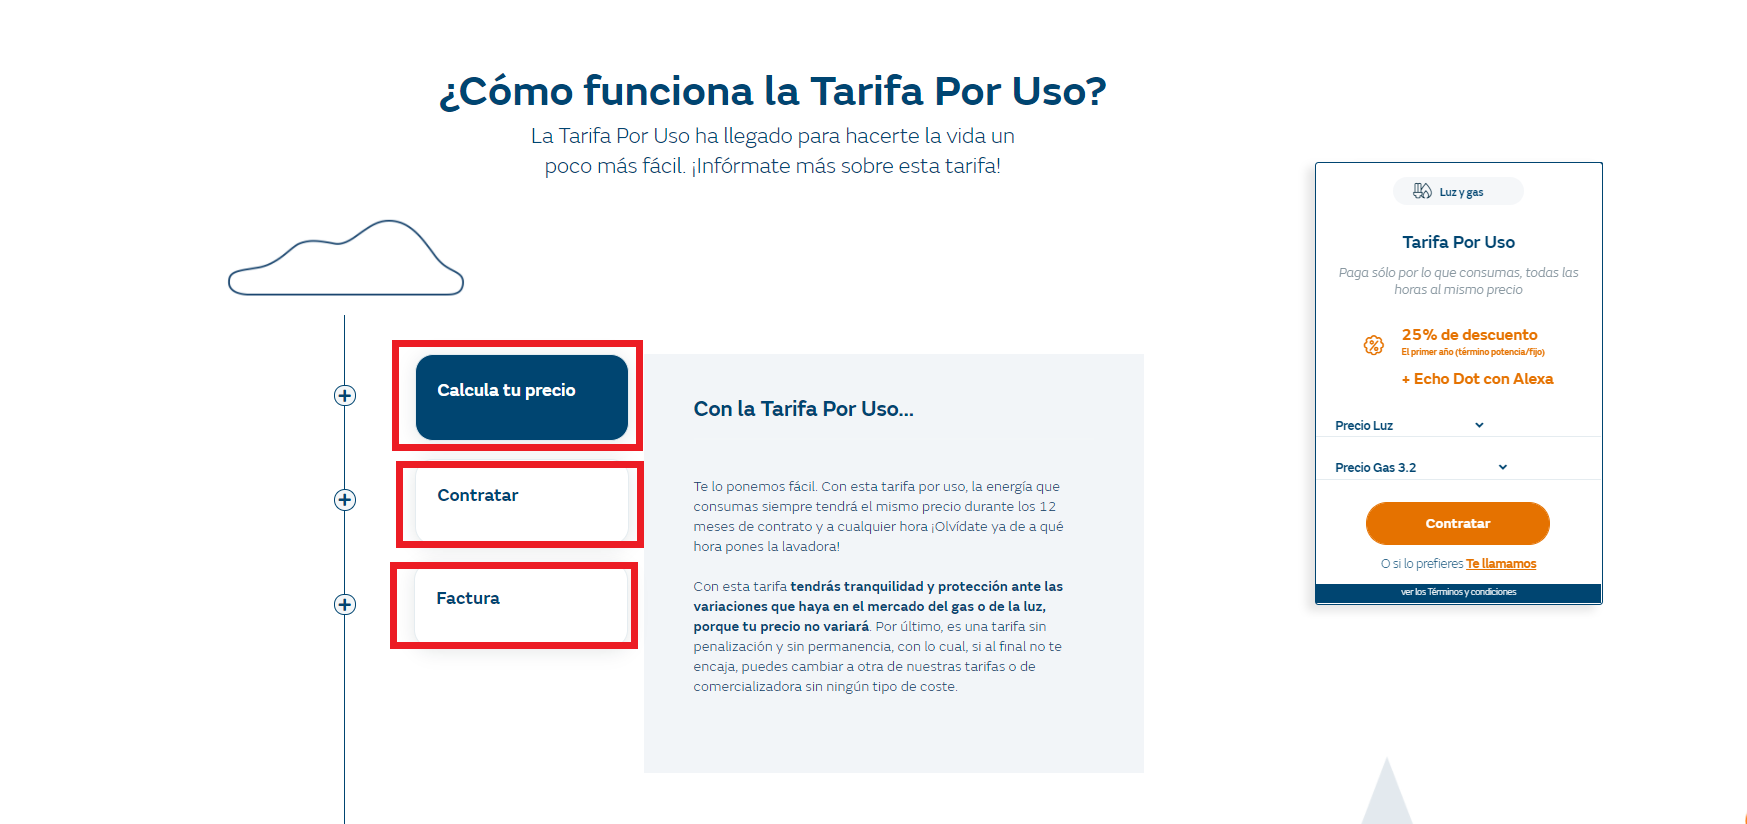 ¿Cómo funciona la Tarifa Por Uso?
La Tarifa Por Uso ha llegado para hacerte la vida un
poco más fácil. ¡Infórmate más sobre esta tarifa!
Calcula tu precio
Contratar
Factura
Con la Tarifa Por Uso...
Te lo ponemos fácil. Con esta tarifa por uso, la energía que
consumas siempre tendrá el mismo precio durante los 12
meses de contrato y a cualquier hora ¡Olvídate ya de a qué
hora pones la lavadora!
Con esta tarifa tendrás tranquilidad y protección ante las
variaciones que haya en el mercado del gas o de la luz,
porque tu precio no variará. Por último, es una tarifa sin
penalización y sin permanencia, con lo cual, si al final no te
encaja, puedes cambiar a otra de nuestras tarifas o de
comercializadora sin ningún tipo de coste.
Luz y gas
Tarifa Por Uso
Paga sólo por lo que consumas, todas las
horas al mismo precio
25% de descuento
El primer año (término potencia/fijo)
+ Echo Dot con Alexa
Precio Luz
Precio Gas 3.2
Contratar
O si lo prefieres Te llamamos
ver los Términos y condiciones